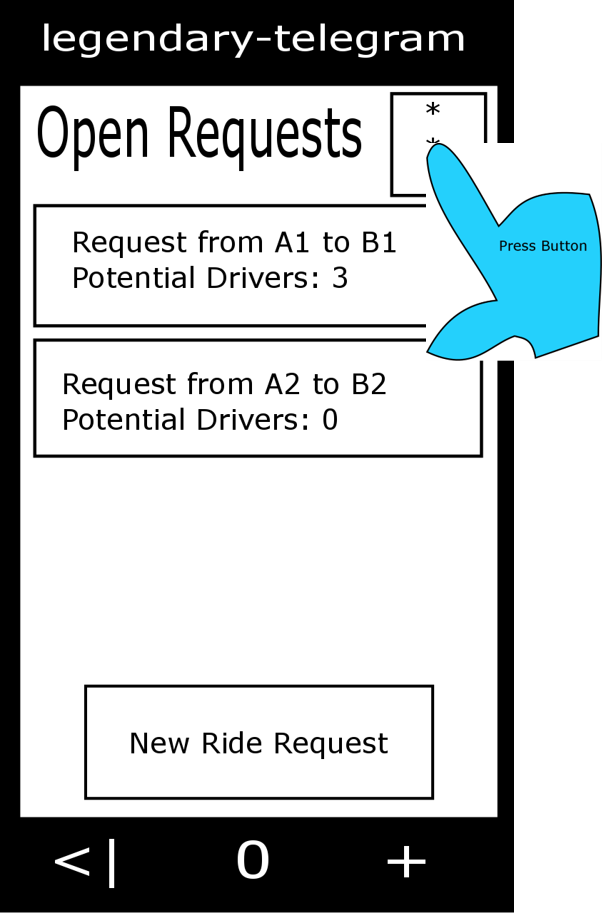 legendary-telegram
Open Requests
*
*
Press Button
Request from A1 to B1
Potential Drivers: 3
Request from A2 to B2
Potential Drivers: 0
New Ride Request
<| O +